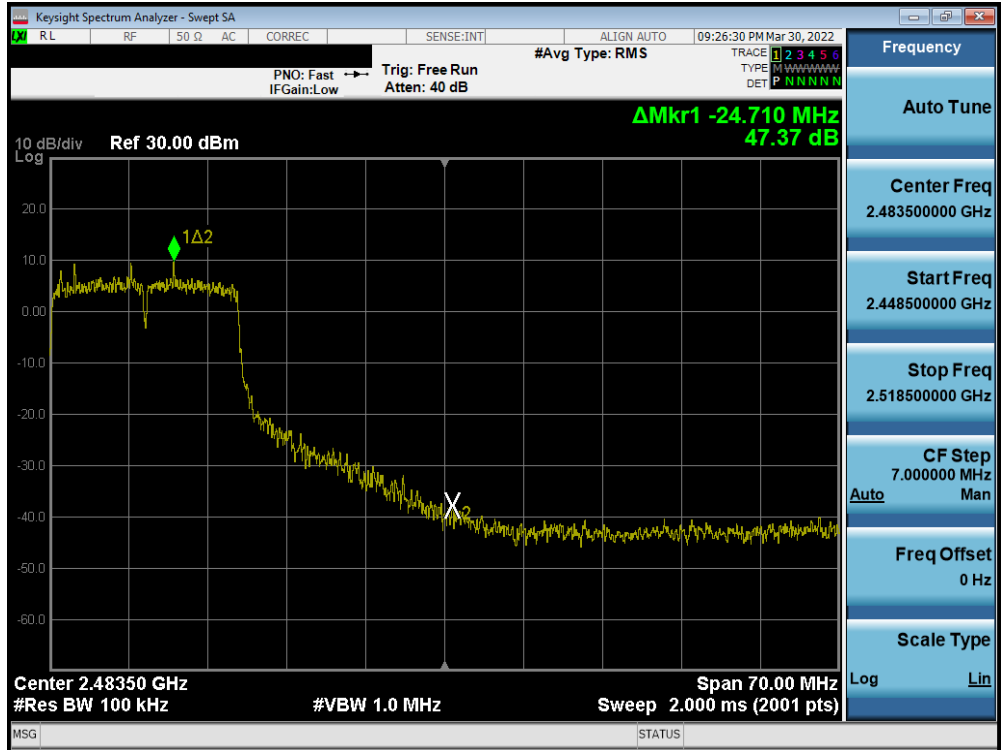 Keysight Spectrum Analyzer - Swept SA
LXI RL RF 50 Ω AC CORREC SENSE:INT ALIGN AUTO 09:26:30 PM Mar 30, 2022
#Avg Type: RMS
TRACE 1 2 3 4 5 6
PNO: Fast Trig: Free Run
TYPE M WWWWW
IFGain:Low Atten: 40 dB
DET P NNNNN
ΔMkr1 -24.710 MHz
47.37 dB
10 dB/div Ref 30.00 dBm
Log
20.0
1Δ2
10.0
0.00
-10.0
-20.0
-30.0
X2
-40.0
-50.0
-60.0
Center 2.48350 GHz Span 70.00 MHz
#Res BW 100 kHz #VBW 1.0 MHz Sweep 2.000 ms (2001 pts)
MSG STATUS
Frequency
Auto Tune
Center Freq
2.483500000 GHz
Start Freq
2.448500000 GHz
Stop Freq
2.518500000 GHz
CF Step
7.000000 MHz
Auto Man
Freq Offset
0 Hz
Scale Type
Log Lin